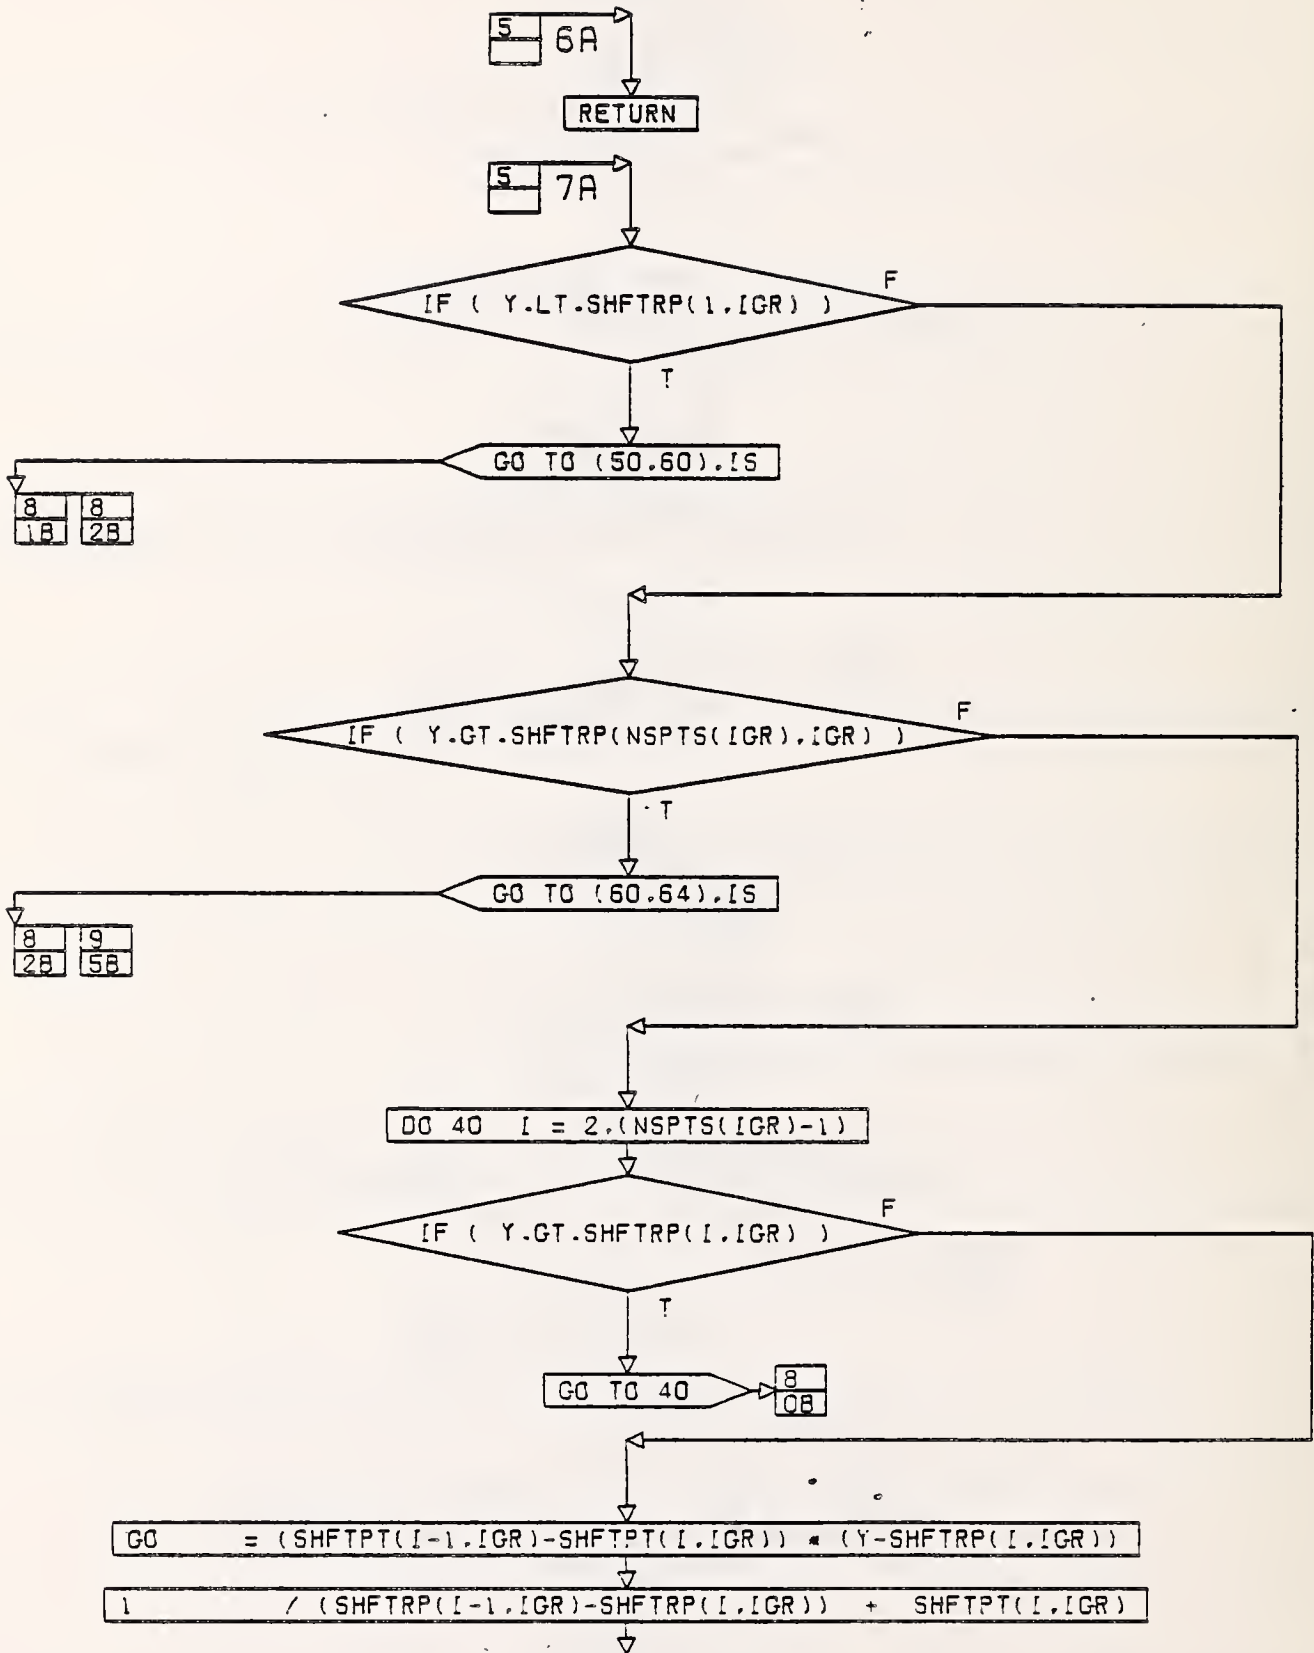 5 6A
RETURN
5 7A
IF ( Y.LT.SHFTRP(1,IGR) )
F
T
GO TO (50,60),IS
8 8
1B 2B
IF ( Y.GT.SHFTRP(NSPTS(IGR),IGR) )
F
T
GO TO (60,64),IS
8 9
2B 5B
DO 40 I = 2,(NSPTS(IGR)-1)
IF ( Y.GT.SHFTRP(I,IGR) )
F
T
GO TO 40
8
0B
GO = (SHFTPT(I-1,IGR)-SHFTPT(I,IGR)) * (Y-SHFTRP(I,IGR))
1 / (SHFTRP(I-1,IGR)-SHFTRP(I,IGR)) + SHFTPT(I,IGR)